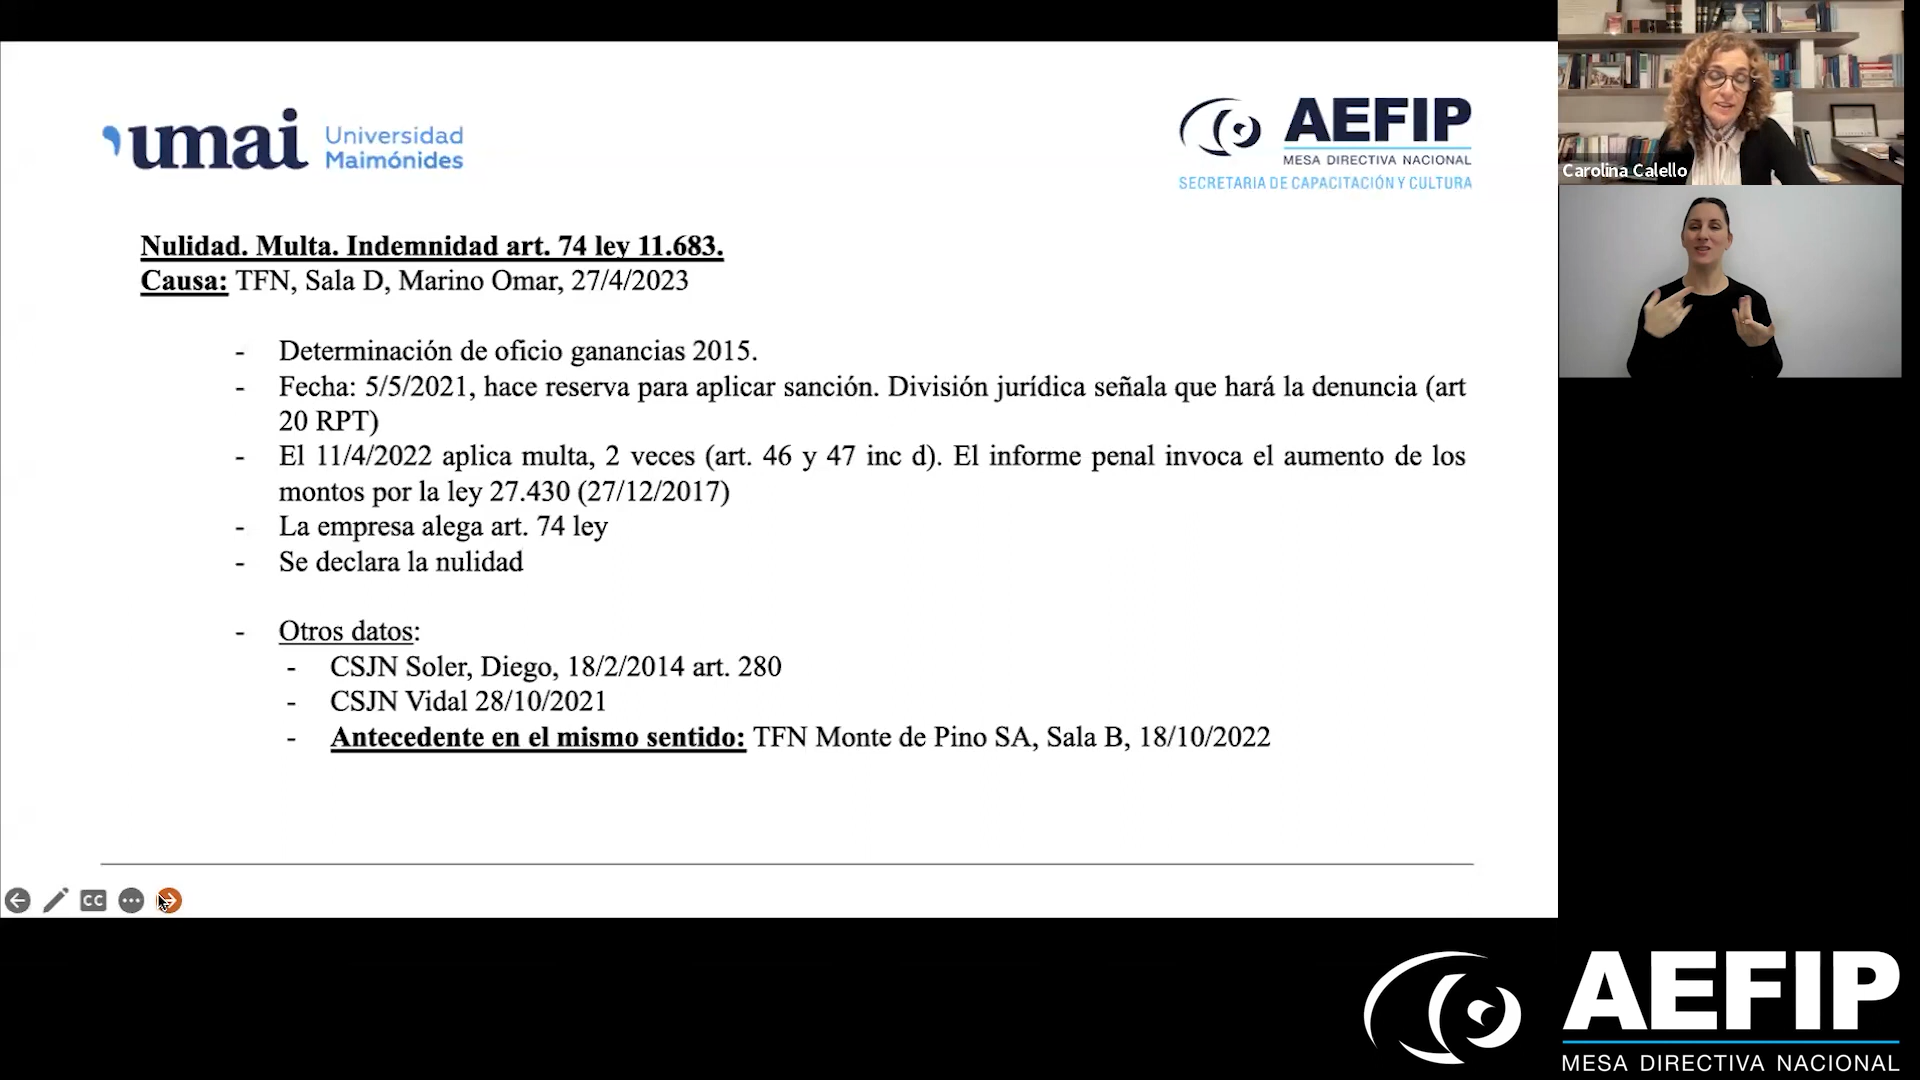 umai Universidad
Maimónides
AEFIP
MESA DIRECTIVA NACIONAL
SECRETARIA DE CAPACITACIÓN Y CULTURA
Nulidad. Multa. Indemnidad art. 74 ley 11.683.
Causa: TFN, Sala D, Marino Omar, 27/4/2023
- Determinación de oficio ganancias 2015.
- Fecha: 5/5/2021, hace reserva para aplicar sanción. División jurídica señala que hará la denuncia (art
20 RPT)
- El 11/4/2022 aplica multa, 2 veces (art. 46 y 47 inc d). El informe penal invoca el aumento de los
montos por la ley 27.430 (27/12/2017)
- La empresa alega art. 74 ley
- Se declara la nulidad
- Otros datos:
- CSJN Soler, Diego, 18/2/2014 art. 280
- CSJN Vidal 28/10/2021
- Antecedente en el mismo sentido: TFN Monte de Pino SA, Sala B, 18/10/2022
CC
Carolina Calello
AEFIP
MESA DIRECTIVA NACIONAL